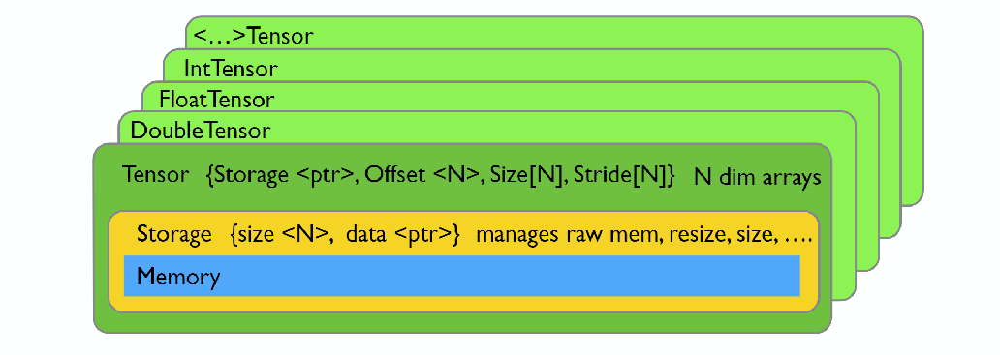 <...>Tensor
IntTensor
FloatTensor
DoubleTensor
Tensor {Storage <ptr>, Offset <N>, Size[N], Stride[N]} N dim arrays
Storage {size <N>, data <ptr>} manages raw mem, resize, size, ....
Memory